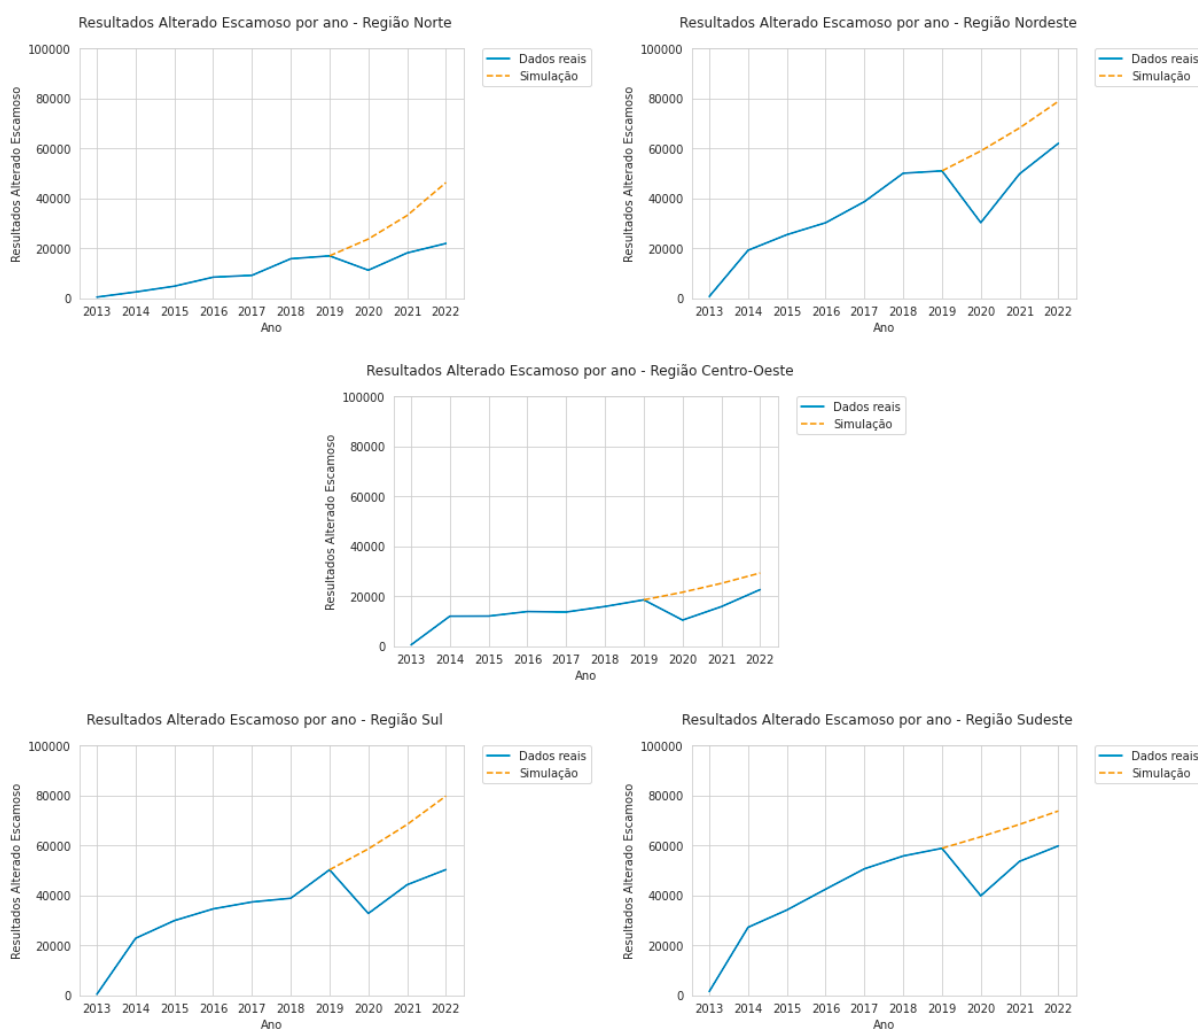 Resultados Alterado Escamoso por ano - Região Norte
100000
80000
60000
40000
20000
0
Resultados Alterado Escamoso
2013 2014 2015 2016 2017 2018 2019 2020 2021 2022
Ano
Dados reais
Simulação
Resultados Alterado Escamoso por ano - Região Nordeste
100000
80000
60000
40000
20000
0
Resultados Alterado Escamoso
2013 2014 2015 2016 2017 2018 2019 2020 2021 2022
Ano
Dados reais
Simulação
Resultados Alterado Escamoso por ano - Região Centro-Oeste
100000
80000
60000
40000
20000
0
Resultados Alterado Escamoso
2013 2014 2015 2016 2017 2018 2019 2020 2021 2022
Ano
Dados reais
Simulação
Resultados Alterado Escamoso por ano - Região Sul
100000
80000
60000
40000
20000
0
Resultados Alterado Escamoso
2013 2014 2015 2016 2017 2018 2019 2020 2021 2022
Ano
Dados reais
Simulação
Resultados Alterado Escamoso por ano - Região Sudeste
100000
80000
60000
40000
20000
0
Resultados Alterado Escamoso
2013 2014 2015 2016 2017 2018 2019 2020 2021 2022
Ano
Dados reais
Simulação